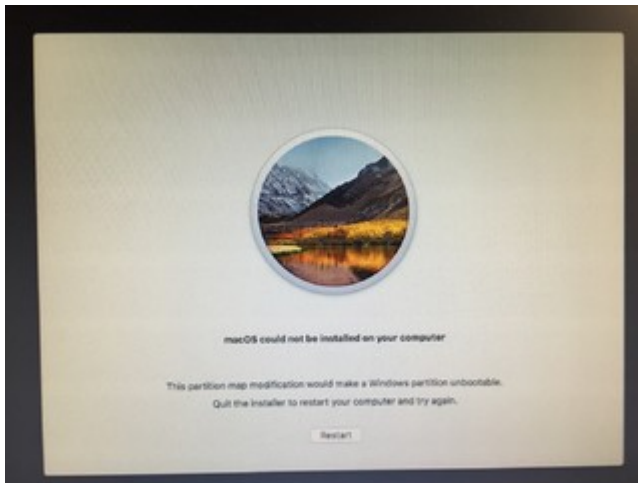 macOS could not be installed on your computer
This partition map modification would make a Windows partition unbootable.
Quit the installer to restart your computer and try again.
Restart